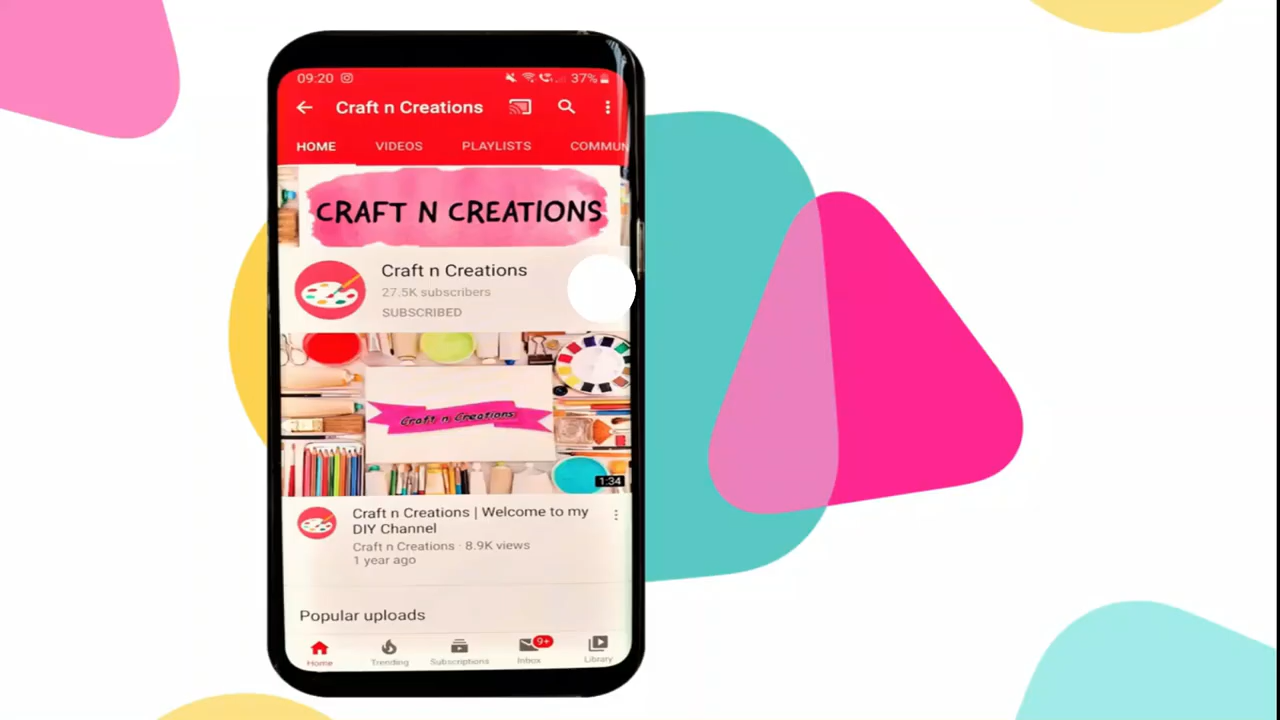 09:20 37%
Craft n Creations
HOME VIDEOS PLAYLISTS COMMUN
CRAFT N CREATIONS
Craft n Creations
27.5K subscribers
SUBSCRIBED
Craft n Creations
1:34
Craft n Creations | Welcome to my
DIY Channel
Craft n Creations · 8.9K views
1 year ago
Popular uploads
9+
Home Trending Subscriptions Inbox Library